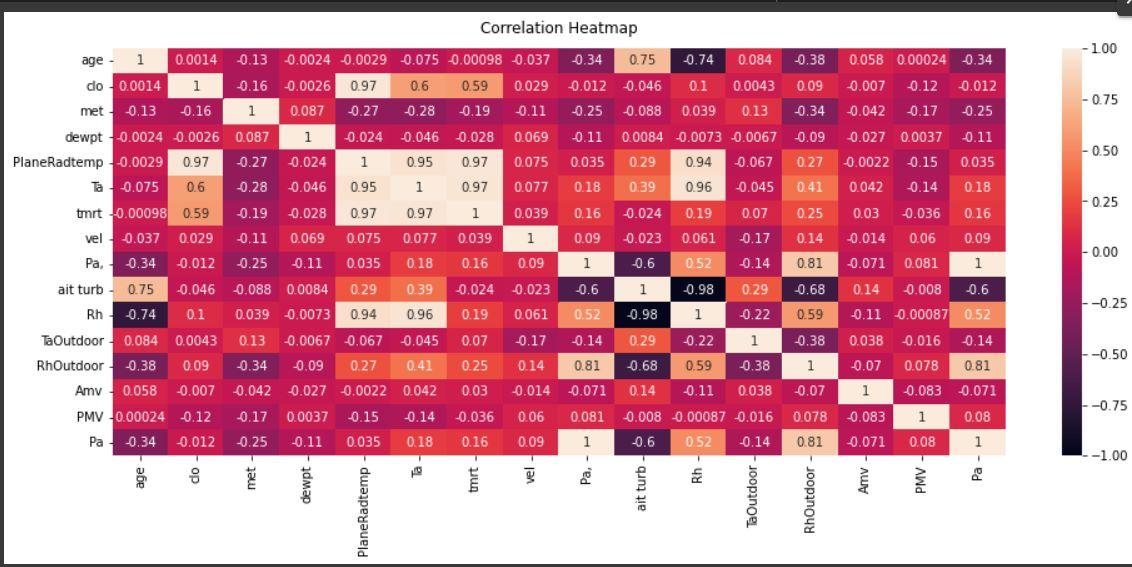 Correlation Heatmap
age 1 0.0014 -0.13 -0.0024 -0.0029 -0.075 -0.00098 -0.037 -0.34 0.75 -0.74 0.084 -0.38 0.058 0.00024 -0.34
clo 0.0014 1 -0.16 -0.0026 0.97 0.6 0.59 0.029 -0.012 -0.046 0.1 0.0043 0.09 -0.007 -0.12 -0.012
met -0.13 -0.16 1 0.087 -0.27 -0.28 -0.19 -0.11 -0.25 -0.088 0.039 0.13 -0.34 -0.042 -0.17 -0.25
dewpt -0.0024 -0.0026 0.087 1 -0.024 -0.046 -0.028 0.069 -0.11 0.0084 -0.0073 -0.0067 -0.09 -0.027 0.0037 -0.11
PlaneRadtemp -0.0029 0.97 -0.27 -0.024 1 0.95 0.97 0.075 0.035 0.29 0.94 -0.067 0.27 -0.0022 -0.15 0.035
Ta -0.075 0.6 -0.28 -0.046 0.95 1 0.97 0.077 0.18 0.39 0.96 -0.045 0.41 0.042 -0.14 0.18
tmrt -0.00098 0.59 -0.19 -0.028 0.97 0.97 1 0.039 0.16 -0.024 0.19 0.07 0.25 0.03 -0.036 0.16
vel -0.037 0.029 -0.11 0.069 0.075 0.077 0.039 1 0.09 -0.023 0.061 -0.17 0.14 -0.014 0.06 0.09
Pa, -0.34 -0.012 -0.25 -0.11 0.035 0.18 0.16 0.09 1 -0.6 0.52 -0.14 0.81 -0.071 0.081 1
ait turb 0.75 -0.046 -0.088 0.0084 0.29 0.39 -0.024 -0.023 -0.6 1 -0.98 0.29 -0.68 0.14 -0.008 -0.6
Rh -0.74 0.1 0.039 -0.0073 0.94 0.96 0.19 0.061 0.52 -0.98 1 -0.22 0.59 -0.11 -0.00087 0.52
TaOutdoor 0.084 0.0043 0.13 -0.0067 -0.067 -0.045 0.07 -0.17 -0.14 0.29 -0.22 1 -0.38 0.038 -0.016 -0.14
RhOutdoor -0.38 0.09 -0.34 -0.09 0.27 0.41 0.25 0.14 0.81 -0.68 0.59 -0.38 1 -0.07 0.078 0.81
Amv 0.058 -0.007 -0.042 -0.027 -0.0022 0.042 0.03 -0.014 -0.071 0.14 -0.11 0.038 -0.07 1 -0.083 -0.071
PMV 0.00024 -0.12 -0.17 0.0037 -0.15 -0.14 -0.036 0.06 0.081 -0.008 -0.00087 -0.016 0.078 -0.083 1 0.08
Pa -0.34 -0.012 -0.25 -0.11 0.035 0.18 0.16 0.09 1 -0.6 0.52 -0.14 0.81 -0.071 0.08 1
age clo met dewpt PlaneRadtemp Ta tmrt vel Pa, ait turb Rh TaOutdoor RhOutdoor Amv PMV Pa
1.00
0.75
0.50
0.25
0.00
−0.25
−0.50
−0.75
−1.00